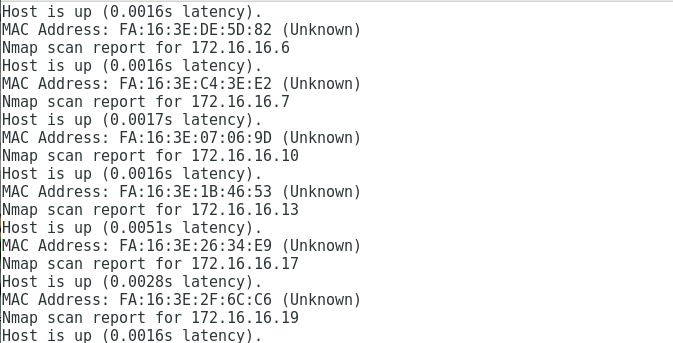 Host is up (0.0016s latency).
MAC Address: FA:16:3E:DE:5D:82 (Unknown)
Nmap scan report for 172.16.16.6
Host is up (0.0016s latency).
MAC Address: FA:16:3E:C4:3E:E2 (Unknown)
Nmap scan report for 172.16.16.7
Host is up (0.0017s latency).
MAC Address: FA:16:3E:07:06:9D (Unknown)
Nmap scan report for 172.16.16.10
Host is up (0.0016s latency).
MAC Address: FA:16:3E:1B:46:53 (Unknown)
Nmap scan report for 172.16.16.13
Host is up (0.0051s latency).
MAC Address: FA:16:3E:26:34:E9 (Unknown)
Nmap scan report for 172.16.16.17
Host is up (0.0028s latency).
MAC Address: FA:16:3E:2F:6C:C6 (Unknown)
Nmap scan report for 172.16.16.19
Host is up (0.0016s latency).